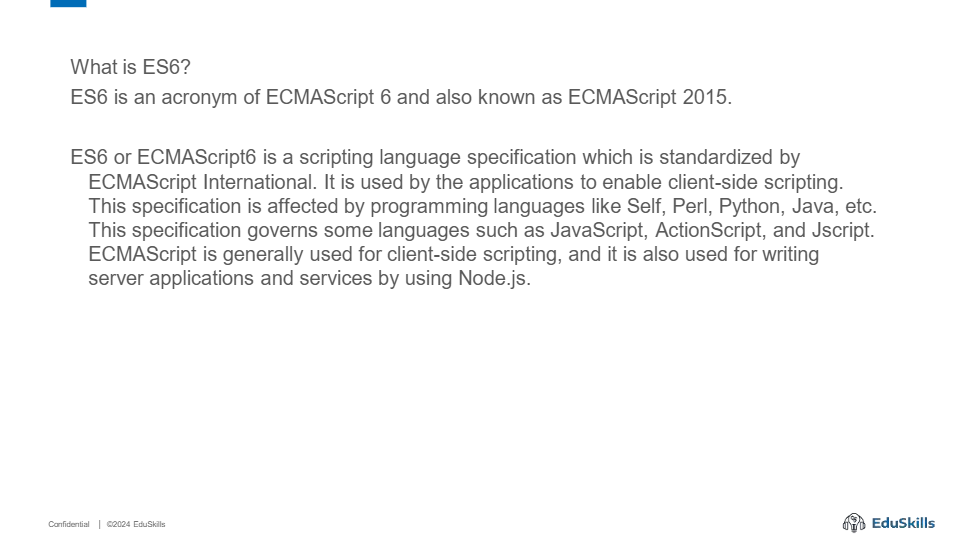 What is ES6?
ES6 is an acronym of ECMAScript 6 and also known as ECMAScript 2015.
ES6 or ECMAScript6 is a scripting language specification which is standardized by
ECMAScript International. It is used by the applications to enable client-side scripting.
This specification is affected by programming languages like Self, Perl, Python, Java, etc.
This specification governs some languages such as JavaScript, ActionScript, and Jscript.
ECMAScript is generally used for client-side scripting, and it is also used for writing
server applications and services by using Node.js.
Confidential | ©2024 EduSkills
EduSkills